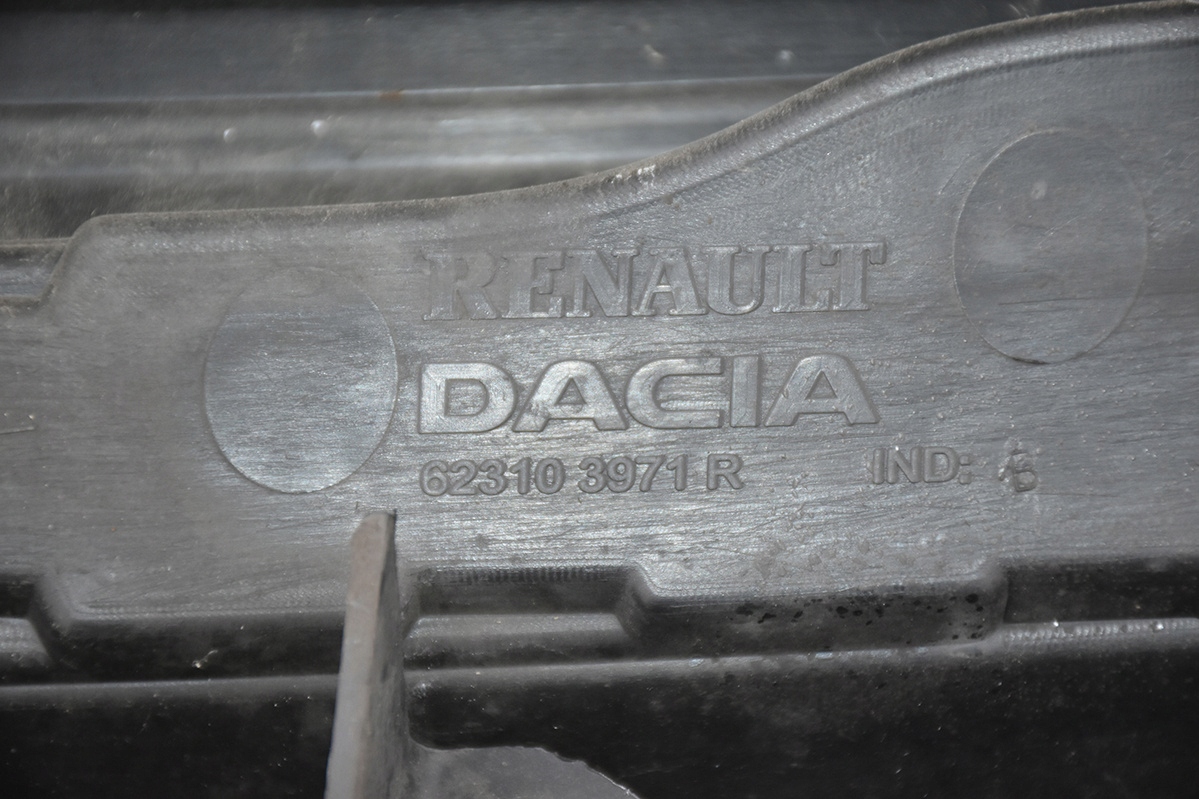 RENAULT
DACIA
62310 3971 R
IND: